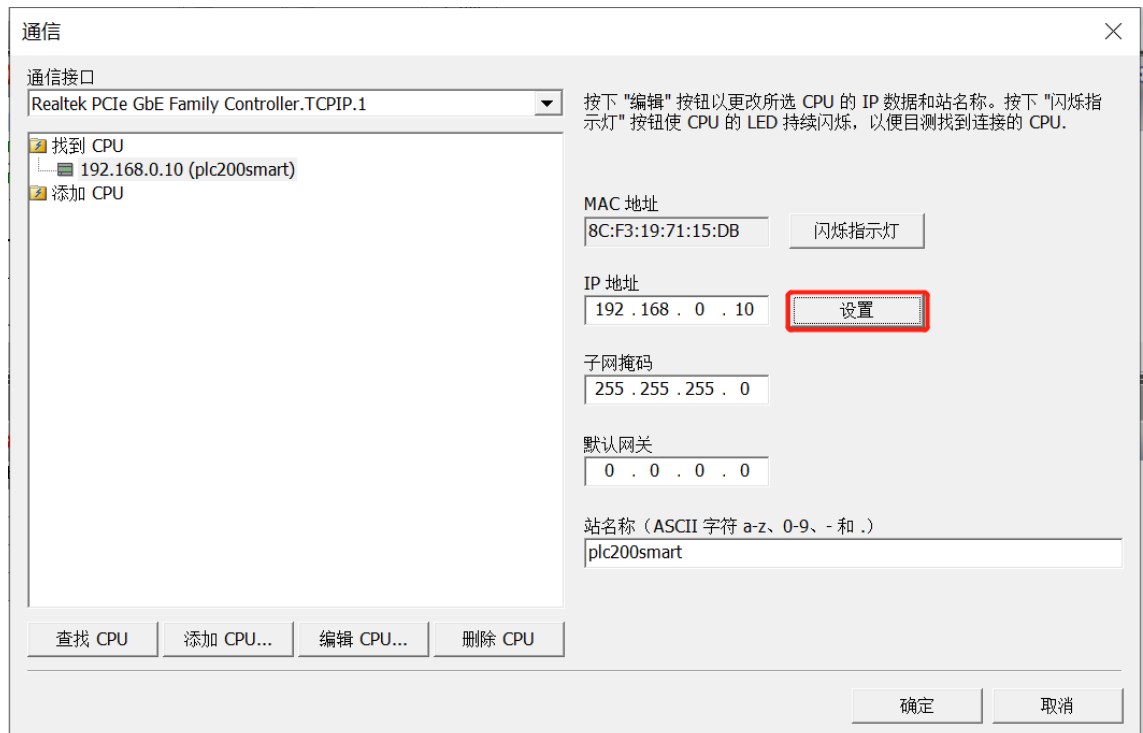 通信
通信接口
Realtek PCIe GbE Family Controller.TCPIP.1
找到 CPU
192.168.0.10 (plc200smart)
添加 CPU
查找 CPU
添加 CPU...
编辑 CPU...
删除 CPU
按下 "编辑" 按钮以更改所选 CPU 的 IP 数据和站名称。按下 "闪烁指
示灯" 按钮使 CPU 的 LED 持续闪烁，以便目测找到连接的 CPU.
MAC 地址
8C:F3:19:71:15:DB
闪烁指示灯
IP 地址
192 . 168 . 0 . 10
设置
子网掩码
255 . 255 . 255 . 0
默认网关
0 . 0 . 0 . 0
站名称（ASCII 字符 a-z、0-9、- 和 .）
plc200smart
确定
取消